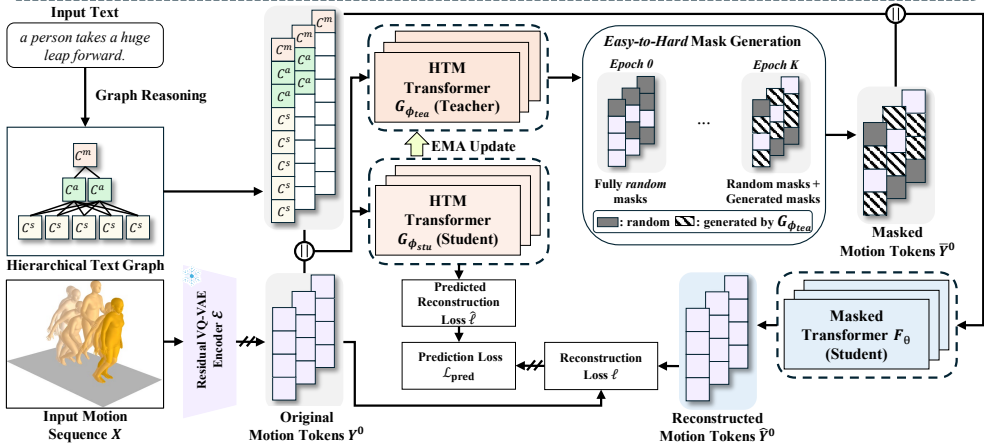 Input Text
a person takes a huge
leap forward.
Graph Reasoning
C^m
C^a C^a
C^s C^s C^s C^s C^s
Hierarchical Text Graph
Input Motion
Sequence X
Residual VQ-VAE
Encoder ℰ
C^m
C^m
C^m
C^a
C^a
C^a
C^a
C^s
C^s
C^s
C^s
C^s
||
Original
Motion Tokens Y^0
HTM
Transformer
G_ϕtea (Teacher)
EMA Update
HTM
Transformer
G_ϕstu (Student)
||
Predicted
Reconstruction
Loss ℓ̂
Prediction Loss
ℒ_pred
Reconstruction
Loss ℓ
Easy-to-Hard Mask Generation
Epoch 0
...
Epoch K
Fully random
masks
Random masks +
Generated masks
: random
: generated by G_ϕtea
||
Masked
Motion Tokens Ȳ^0
Masked
Transformer F_θ
(Student)
Reconstructed
Motion Tokens Ŷ^0